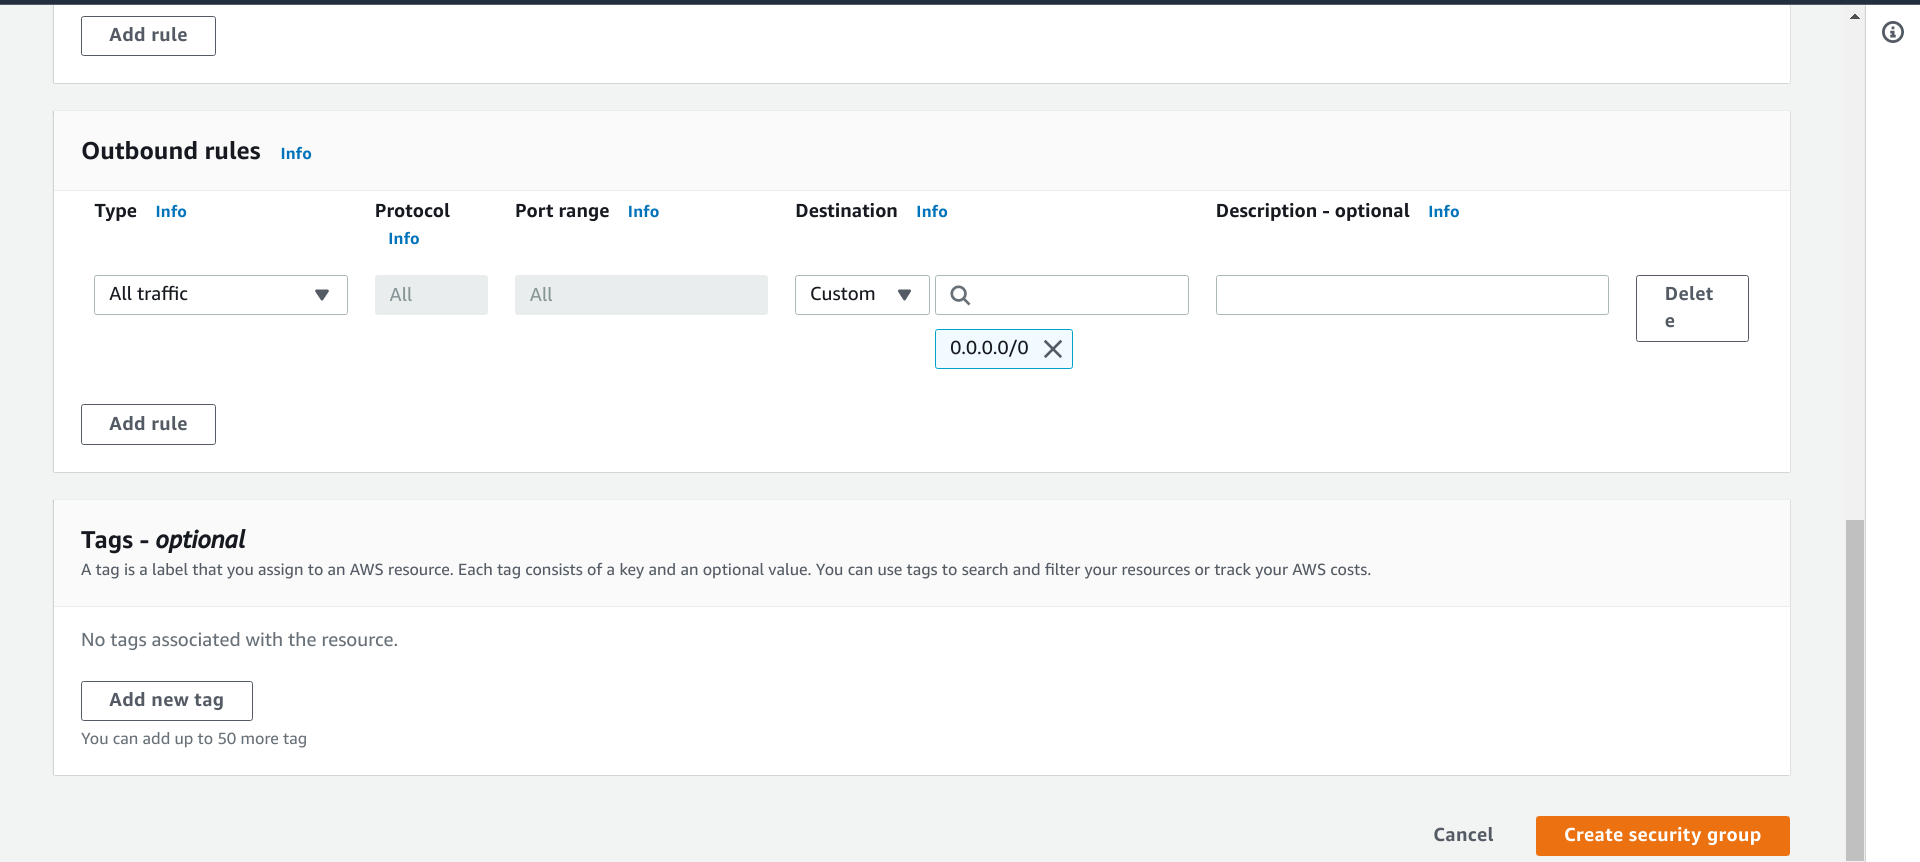 Add rule
Outbound rules Info
Type Info Protocol Info Port range Info Destination Info Description - optional Info
All traffic All All Custom Delete
0.0.0.0/0
Add rule
Tags - optional
A tag is a label that you assign to an AWS resource. Each tag consists of a key and an optional value. You can use tags to search and filter your resources or track your AWS costs.
No tags associated with the resource.
Add new tag
You can add up to 50 more tag
Cancel Create security group